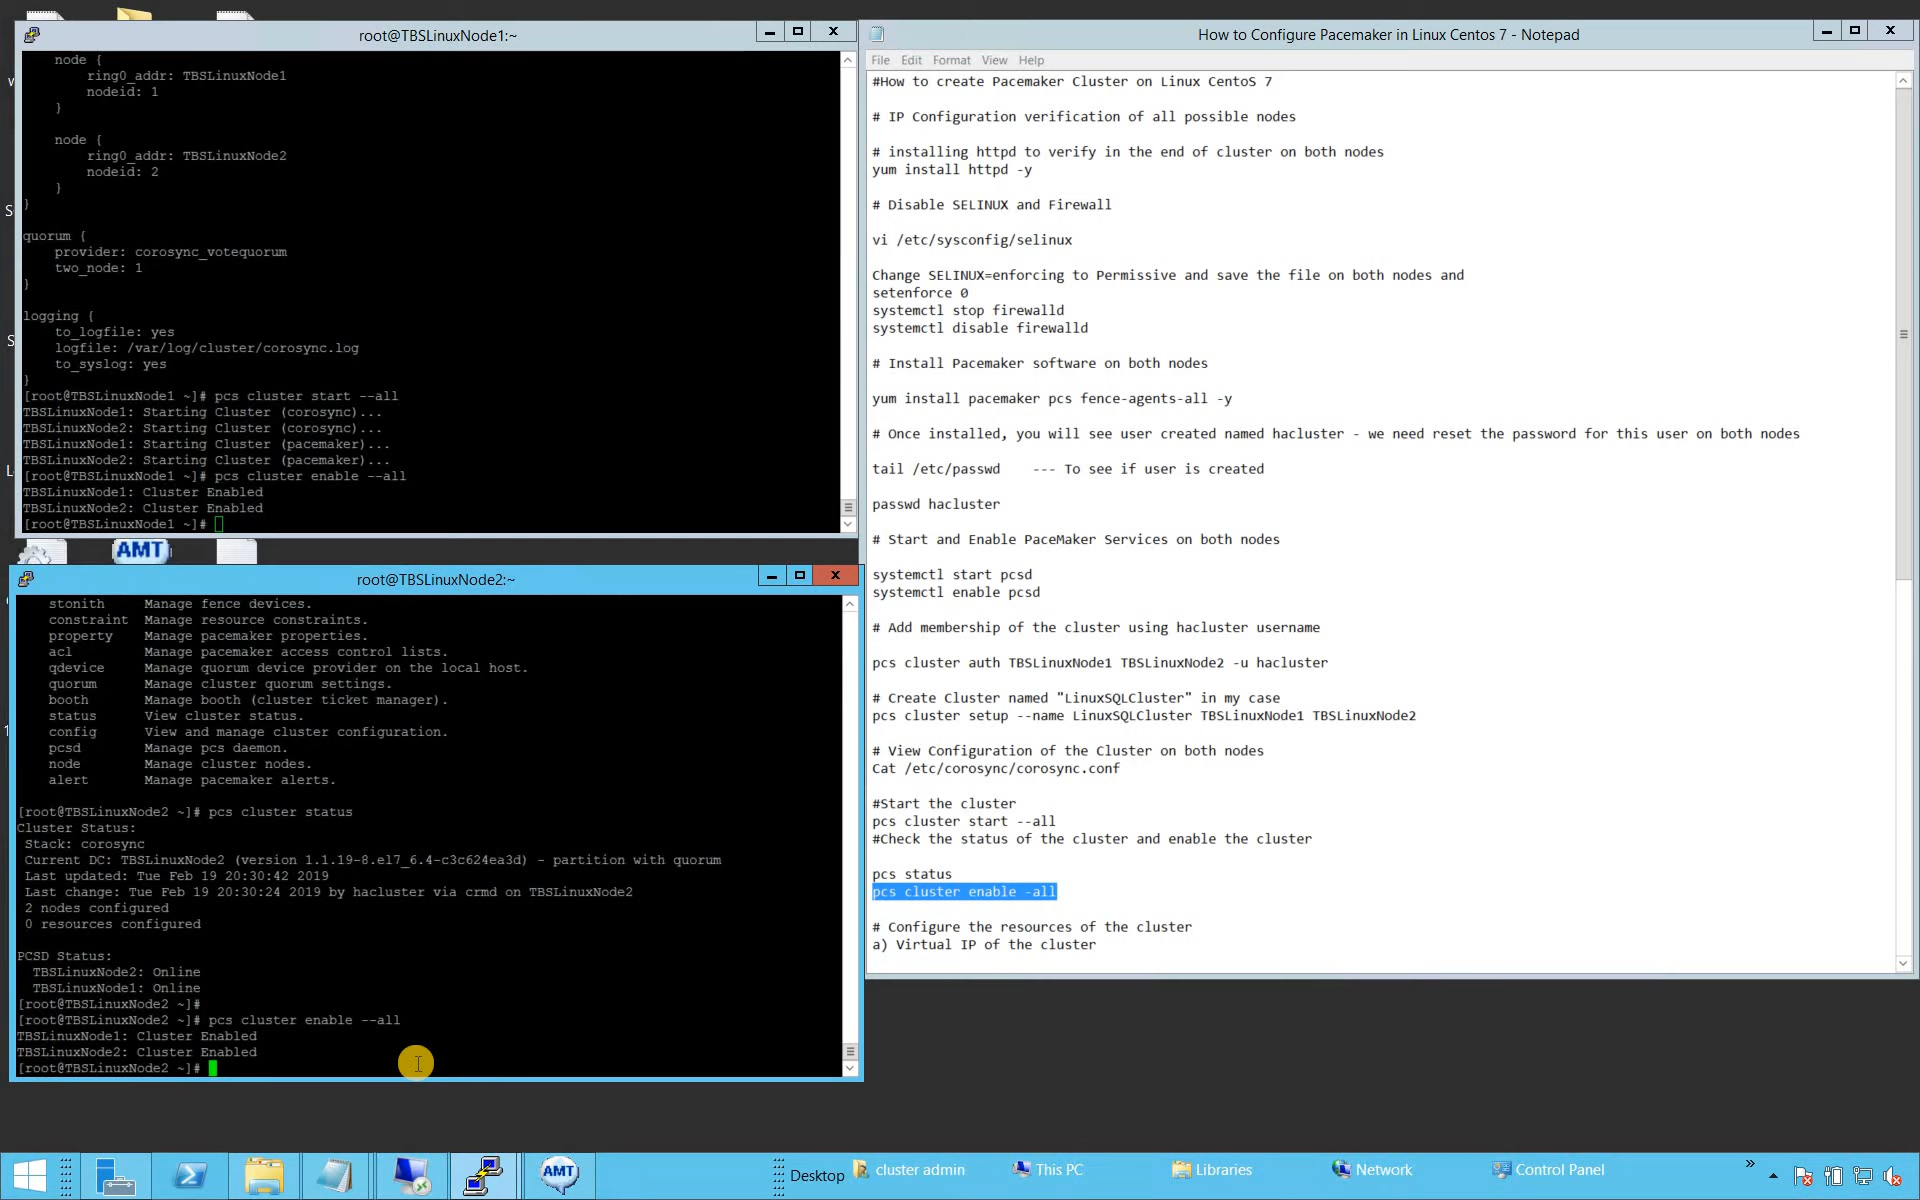 root@TBSLinuxNode1:~
node {
ring0_addr: TBSLinuxNode1
nodeid: 1
}
node {
ring0_addr: TBSLinuxNode2
nodeid: 2
}
}
quorum {
provider: corosync_votequorum
two_node: 1
}
logging {
to_logfile: yes
logfile: /var/log/cluster/corosync.log
to_syslog: yes
}
[root@TBSLinuxNode1 ~]# pcs cluster start --all
TBSLinuxNode1: Starting Cluster (corosync)...
TBSLinuxNode2: Starting Cluster (corosync)...
TBSLinuxNode1: Starting Cluster (pacemaker)...
TBSLinuxNode2: Starting Cluster (pacemaker)...
[root@TBSLinuxNode1 ~]# pcs cluster enable --all
TBSLinuxNode1: Cluster Enabled
TBSLinuxNode2: Cluster Enabled
[root@TBSLinuxNode1 ~]#
AMT
root@TBSLinuxNode2:~
stonith Manage fence devices.
constraint Manage resource constraints.
property Manage pacemaker properties.
acl Manage pacemaker access control lists.
qdevice Manage quorum device provider on the local host.
quorum Manage cluster quorum settings.
booth Manage booth (cluster ticket manager).
status View cluster status.
config View and manage cluster configuration.
pcsd Manage pcs daemon.
node Manage cluster nodes.
alert Manage pacemaker alerts.
[root@TBSLinuxNode2 ~]# pcs cluster status
Cluster Status:
Stack: corosync
Current DC: TBSLinuxNode2 (version 1.1.19-8.el7_6.4-c3c624ea3d) - partition with quorum
Last updated: Tue Feb 19 20:30:42 2019
Last change: Tue Feb 19 20:30:24 2019 by hacluster via crmd on TBSLinuxNode2
2 nodes configured
0 resources configured
PCSD Status:
TBSLinuxNode2: Online
TBSLinuxNode1: Online
[root@TBSLinuxNode2 ~]#
[root@TBSLinuxNode2 ~]# pcs cluster enable --all
TBSLinuxNode1: Cluster Enabled
TBSLinuxNode2: Cluster Enabled
[root@TBSLinuxNode2 ~]#
How to Configure Pacemaker in Linux Centos 7 - Notepad
File Edit Format View Help
#How to create Pacemaker Cluster on Linux CentoS 7
# IP Configuration verification of all possible nodes
# installing httpd to verify in the end of cluster on both nodes
yum install httpd -y
# Disable SELINUX and Firewall
vi /etc/sysconfig/selinux
Change SELINUX=enforcing to Permissive and save the file on both nodes and
setenforce 0
systemctl stop firewalld
systemctl disable firewalld
# Install Pacemaker software on both nodes
yum install pacemaker pcs fence-agents-all -y
# Once installed, you will see user created named hacluster - we need reset the password for this user on both nodes
tail /etc/passwd --- To see if user is created
passwd hacluster
# Start and Enable PaceMaker Services on both nodes
systemctl start pcsd
systemctl enable pcsd
# Add membership of the cluster using hacluster username
pcs cluster auth TBSLinuxNode1 TBSLinuxNode2 -u hacluster
# Create Cluster named "LinuxSQLCluster" in my case
pcs cluster setup --name LinuxSQLCluster TBSLinuxNode1 TBSLinuxNode2
# View Configuration of the Cluster on both nodes
Cat /etc/corosync/corosync.conf
#Start the cluster
pcs cluster start --all
#Check the status of the cluster and enable the cluster
pcs status
pcs cluster enable -all
# Configure the resources of the cluster
a) Virtual IP of the cluster
AMT
Desktop
cluster admin
This PC
Libraries
Network
Control Panel